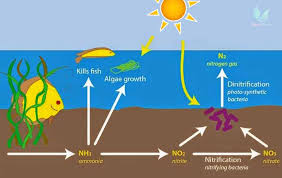 N₂
nitrogen gas
Kills fish
Algae growth
Dinitrification
photo-synthetic
bacteria
NH₃
ammonia
NO₂
nitrite
Nitrification
nitrifying bacteria
NO₃
nitrate